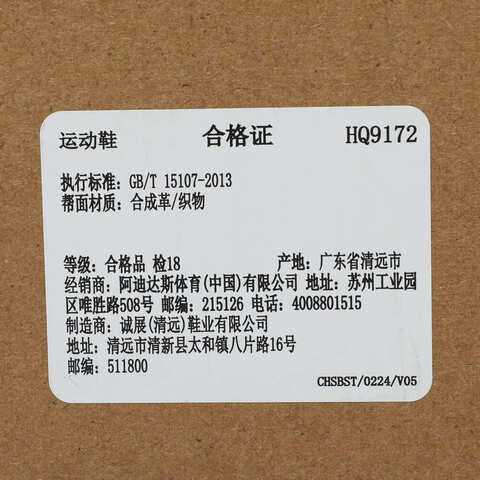 运动鞋 合格证 HQ9172
执行标准: GB/T 15107-2013
帮面材质: 合成革/织物
等级: 合格品 检18 产地: 广东省清远市
经销商: 阿迪达斯体育(中国)有限公司 地址: 苏州工业园
区唯胜路508号 邮编: 215126 电话: 4008801515
制造商: 诚展(清远)鞋业有限公司
地址: 清远市清新县太和镇八片路16号
邮编: 511800
CHSBST/0224/V05